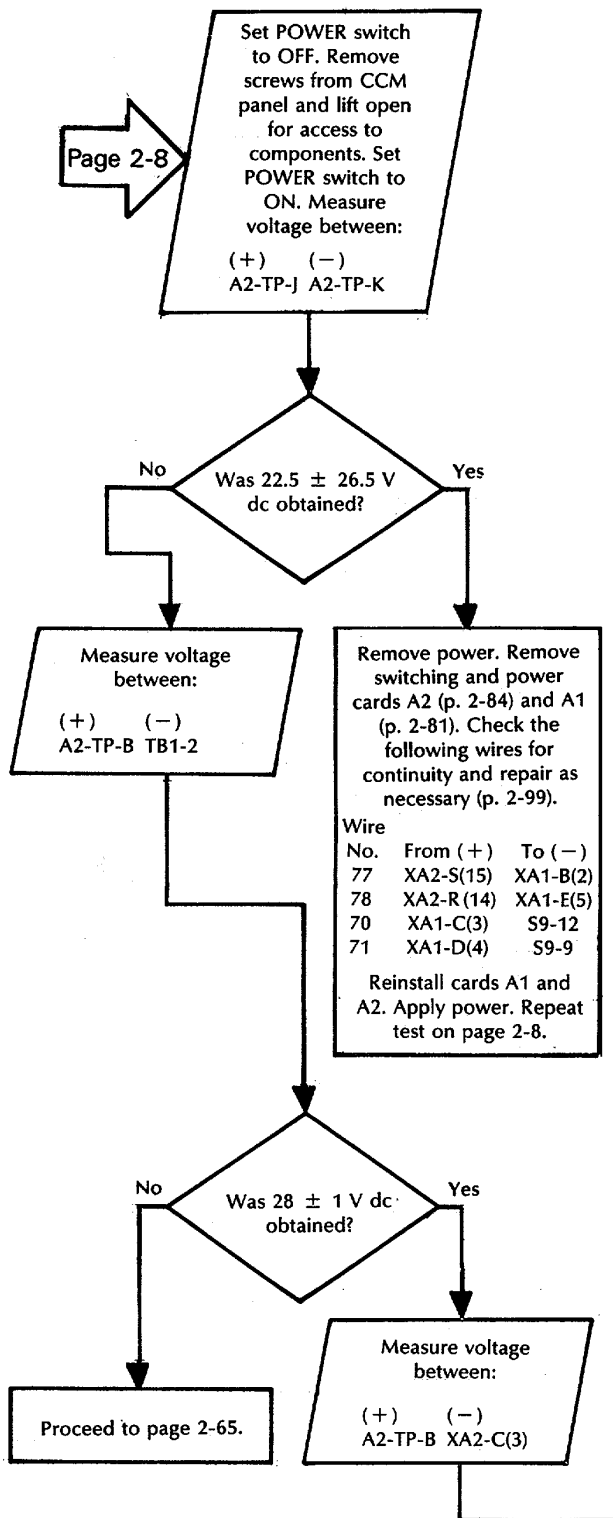 Page 2-8
Set POWER switch
to OFF. Remove
screws from CCM
panel and lift open
for access to
components. Set
POWER switch to
ON. Measure
voltage between:
(+) (−)
A2-TP-J A2-TP-K
No
Was 22.5 ± 26.5 V
dc obtained?
Yes
Measure voltage
between:
(+) (−)
A2-TP-B TB1-2
Remove power. Remove
switching and power
cards A2 (p. 2-84) and A1
(p. 2-81). Check the
following wires for
continuity and repair as
necessary (p. 2-99).
Wire
No. From (+) To (−)
77 XA2-S(15) XA1-B(2)
78 XA2-R(14) XA1-E(5)
70 XA1-C(3) S9-12
71 XA1-D(4) S9-9
Reinstall cards A1 and
A2. Apply power. Repeat
test on page 2-8.
No
Was 28 ± 1 V dc
obtained?
Yes
Proceed to page 2-65.
Measure voltage
between:
(+) (−)
A2-TP-B XA2-C(3)